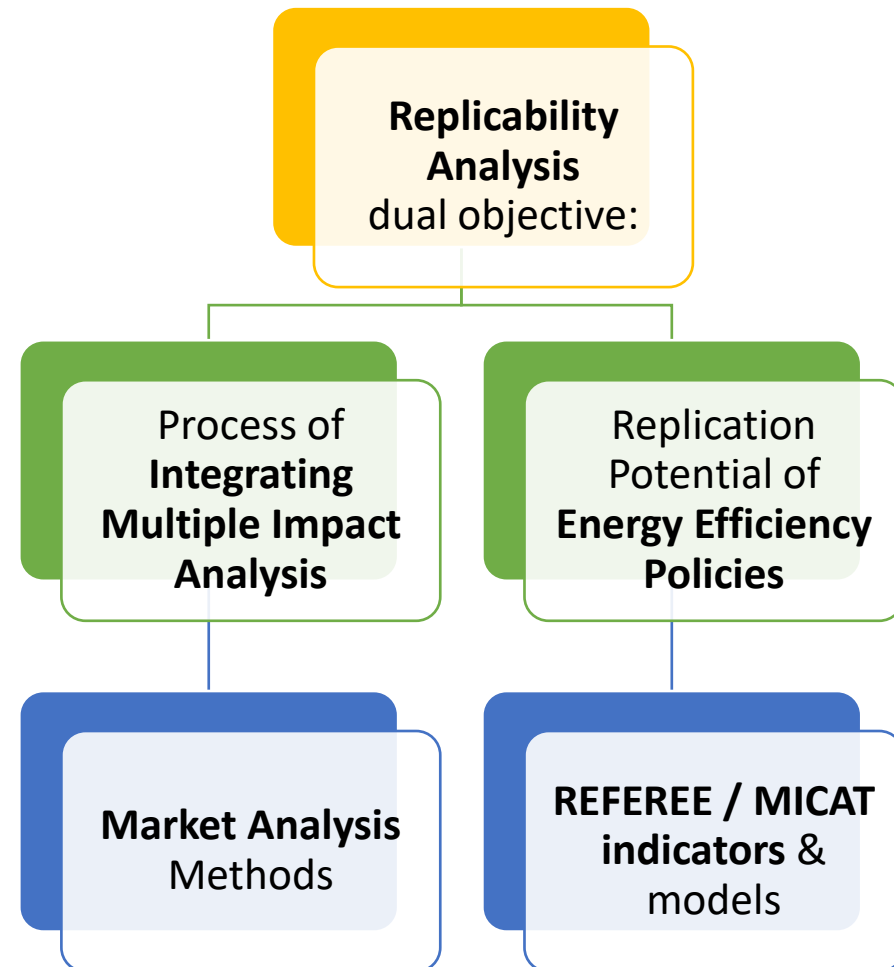 Replicability
Analysis
dual objective:
Process of
Integrating
Multiple Impact
Analysis
Replication
Potential of
Energy Efficiency
Policies
Market Analysis
Methods
REFEREE / MICAT
indicators &
models